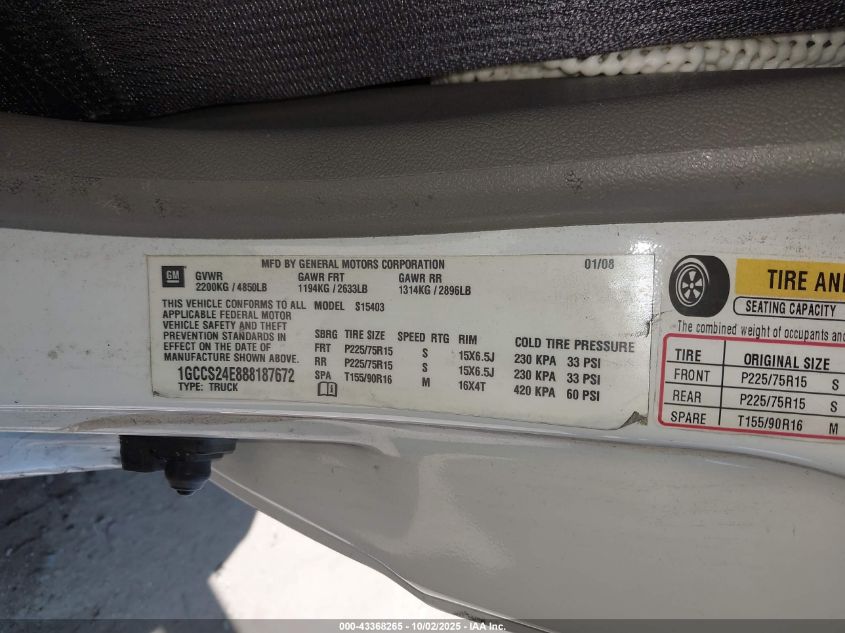 MFD BY GENERAL MOTORS CORPORATION 01/08
GM
GVWR GAWR FRT GAWR RR
2200KG / 4850LB 1194KG / 2633LB 1314KG / 2896LB
THIS VEHICLE CONFORMS TO ALL
APPLICABLE FEDERAL MOTOR
VEHICLE SAFETY AND THEFT
PREVENTION STANDARDS IN
EFFECT ON THE DATE OF
MANUFACTURE SHOWN ABOVE.
1GCCS24E888187672
TYPE: TRUCK
MODEL S15403
SBRG TIRE SIZE SPEED RTG RIM COLD TIRE PRESSURE
FRT P225/75R15 S 15X6.5J 230 KPA 33 PSI
RR P225/75R15 S 15X6.5J 230 KPA 33 PSI
SPA T155/90R16 M 16X4T 420 KPA 60 PSI
TIRE AN
SEATING CAPACITY
The combined weight of occupants and
TIRE ORIGINAL SIZE
FRONT P225/75R15 S
REAR P225/75R15 S
SPARE T155/90R16 M
000-43368265 - 10/02/2025 - IAA Inc.